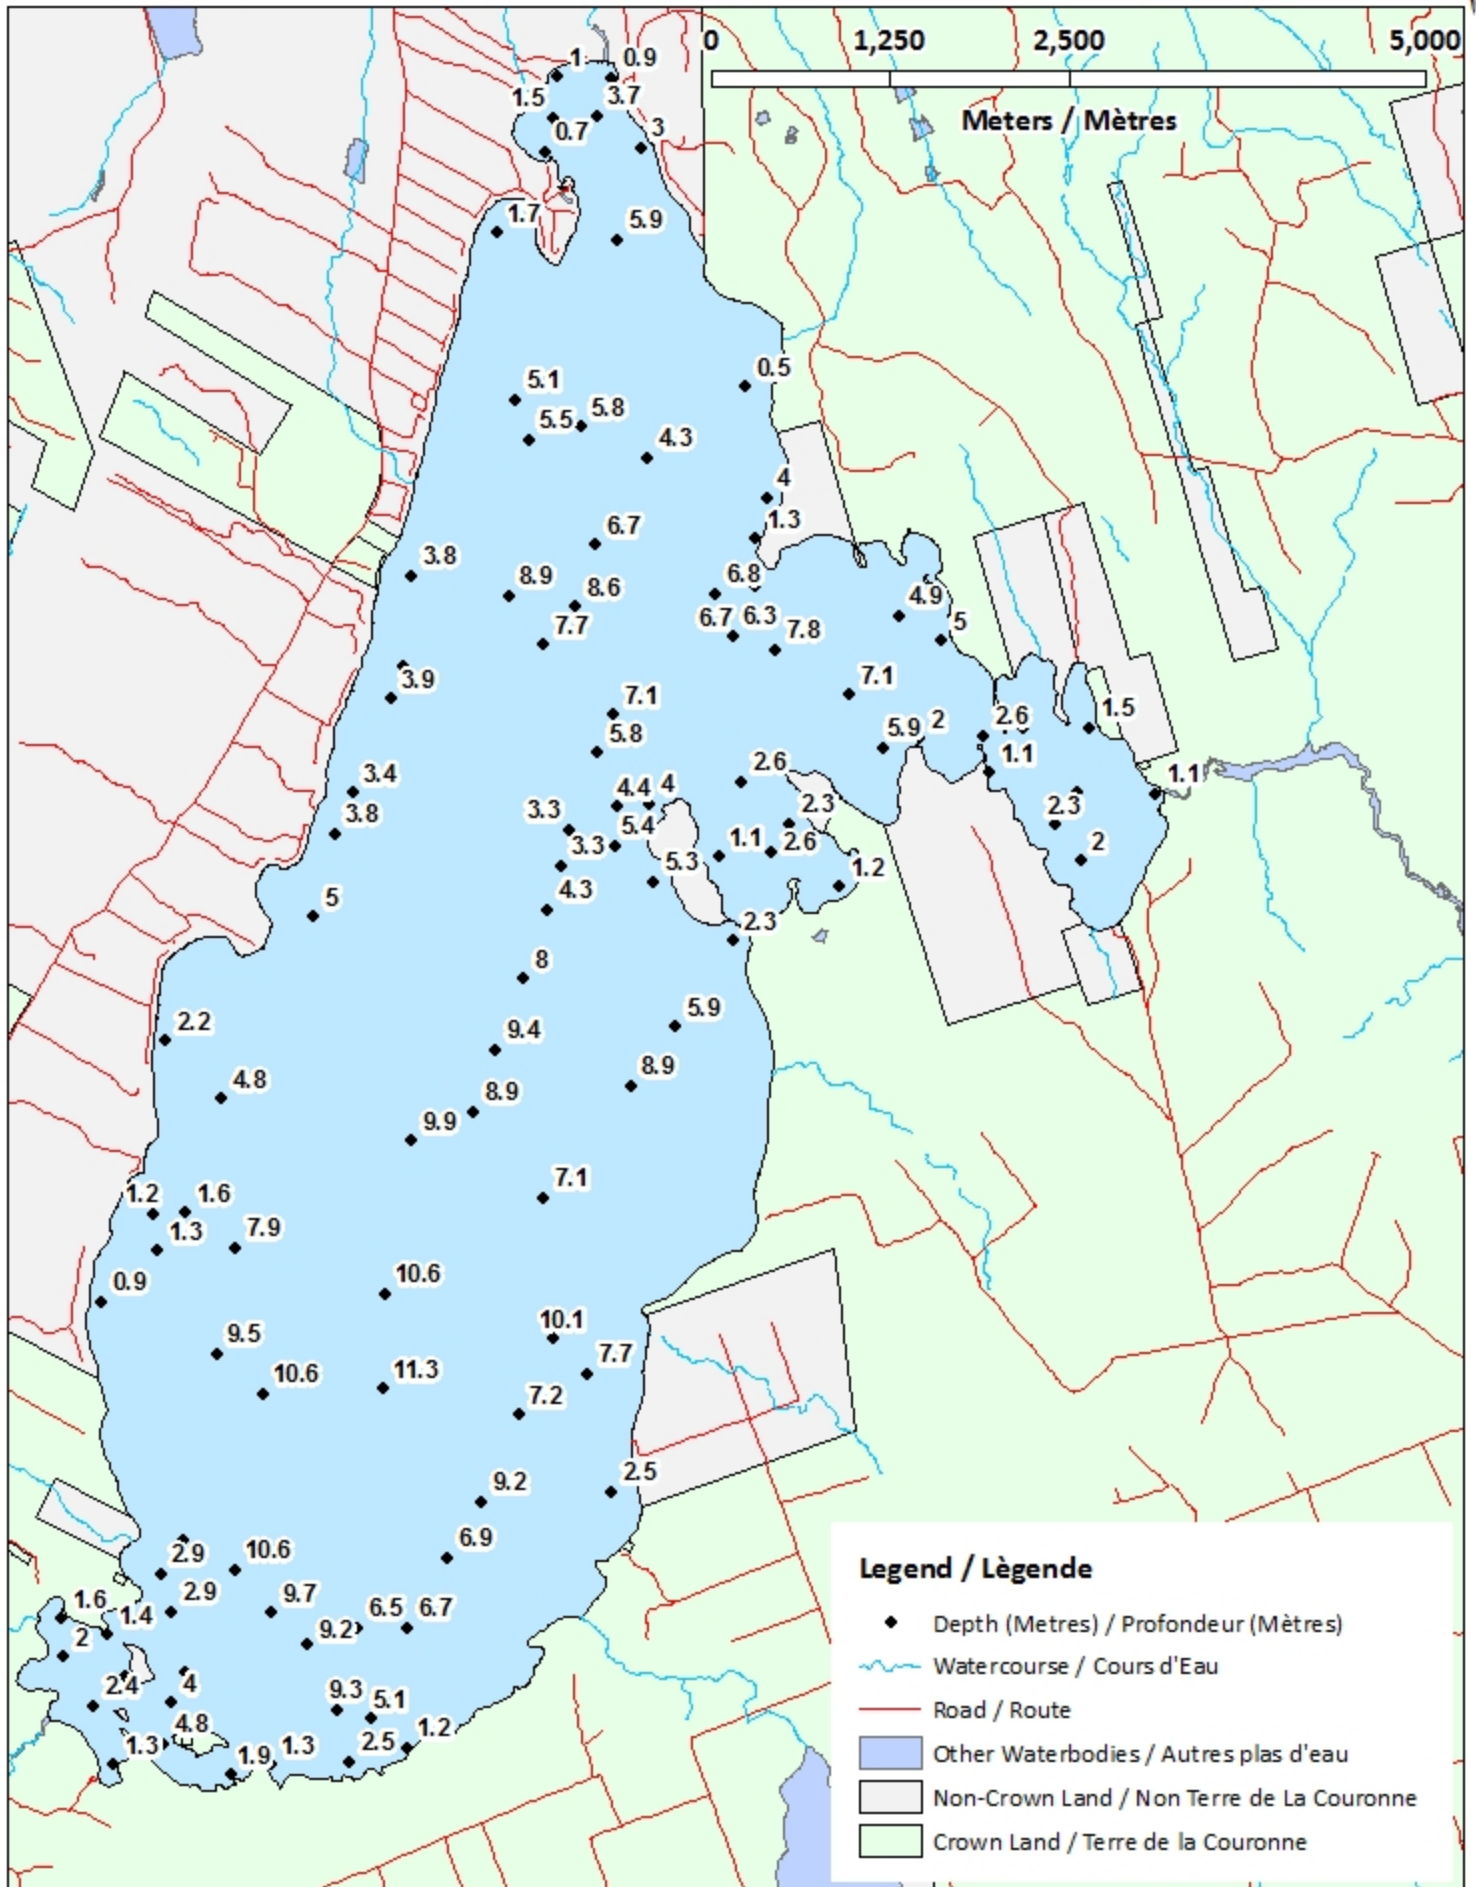 0 1,250 2,500 5,000
Meters / Mètres
1 0.9
1.5 3.7
0.7 3
1.7 5.9
0.5
5.1
5.5 5.8
4.3
4
1.3
6.7
3.8
8.9 8.6 6.8
4.9
7.7 6.7 6.3 7.8 5
3.9 7.1
7.1 2.6 1.5
5.8 5.9 2
1.1
2.6
3.4 4.4 4 1.1
3.8 3.3 5.4 2.3 2.3
3.3 1.1 2.6 2
5.3 1.2
5 4.3
2.3
8
5.9
2.2 9.4
8.9
4.8 8.9
9.9
7.1
1.2 1.6
1.3 7.9
0.9 10.6
10.1
9.5 7.7
10.6 11.3
7.2
2.5
9.2
6.9
2.9 10.6
2.9
1.6 1.4 9.7 6.5 6.7
2 9.2
2.4 4 9.3 5.1
4.8 1.2
1.3 1.9 1.3 2.5
Legend / Lègende
Depth (Metres) / Profondeur (Mètres)
Watercourse / Cours d'Eau
Road / Route
Other Waterbodies / Autres plas d'eau
Non-Crown Land / Non Terre de La Couronne
Crown Land / Terre de la Couronne